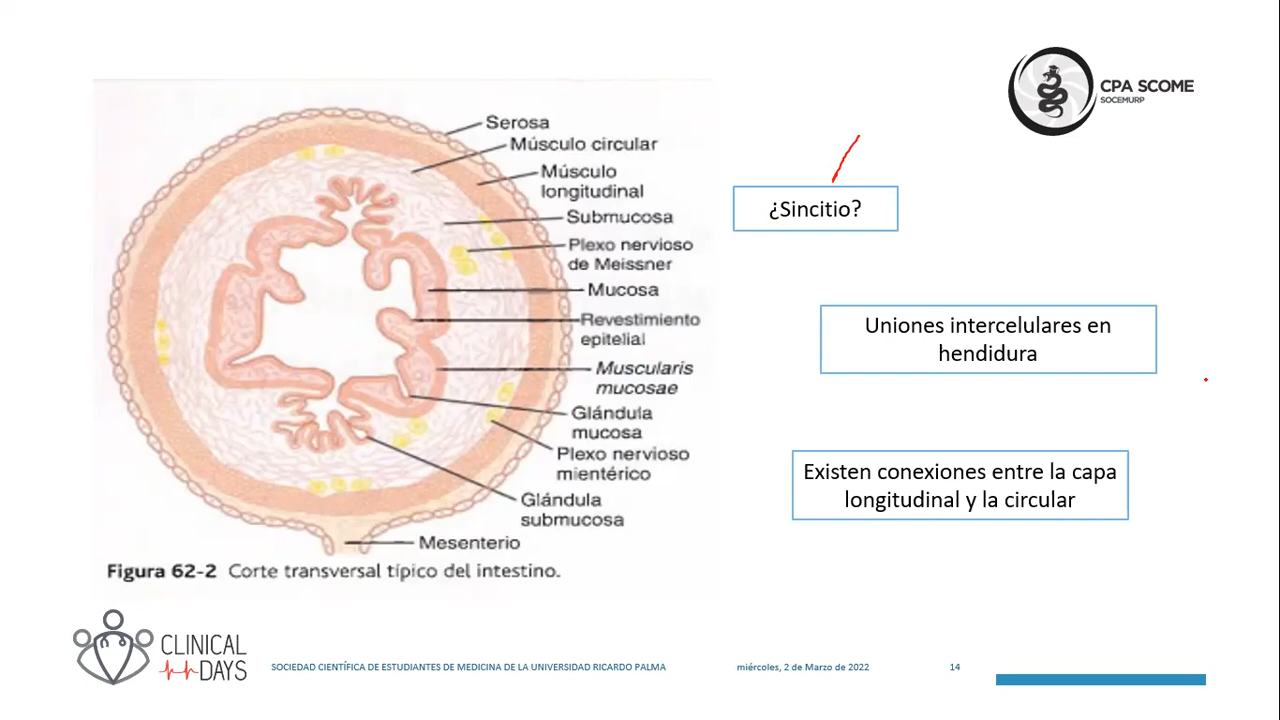 CPA SCOME
SOCEMURP
Serosa
Músculo circular
Músculo
longitudinal
Submucosa
Plexo nervioso
de Meissner
Mucosa
Revestimiento
epitelial
Muscularis
mucosae
Glándula
mucosa
Plexo nervioso
mientérico
Glándula
submucosa
Mesenterio
Figura 62-2 Corte transversal típico del intestino.
¿Sincitio?
Uniones intercelulares en
hendidura
Existen conexiones entre la capa
longitudinal y la circular
CLINICAL
DAYS
SOCIEDAD CIENTÍFICA DE ESTUDIANTES DE MEDICINA DE LA UNIVERSIDAD RICARDO PALMA
miércoles, 2 de Marzo de 2022
14